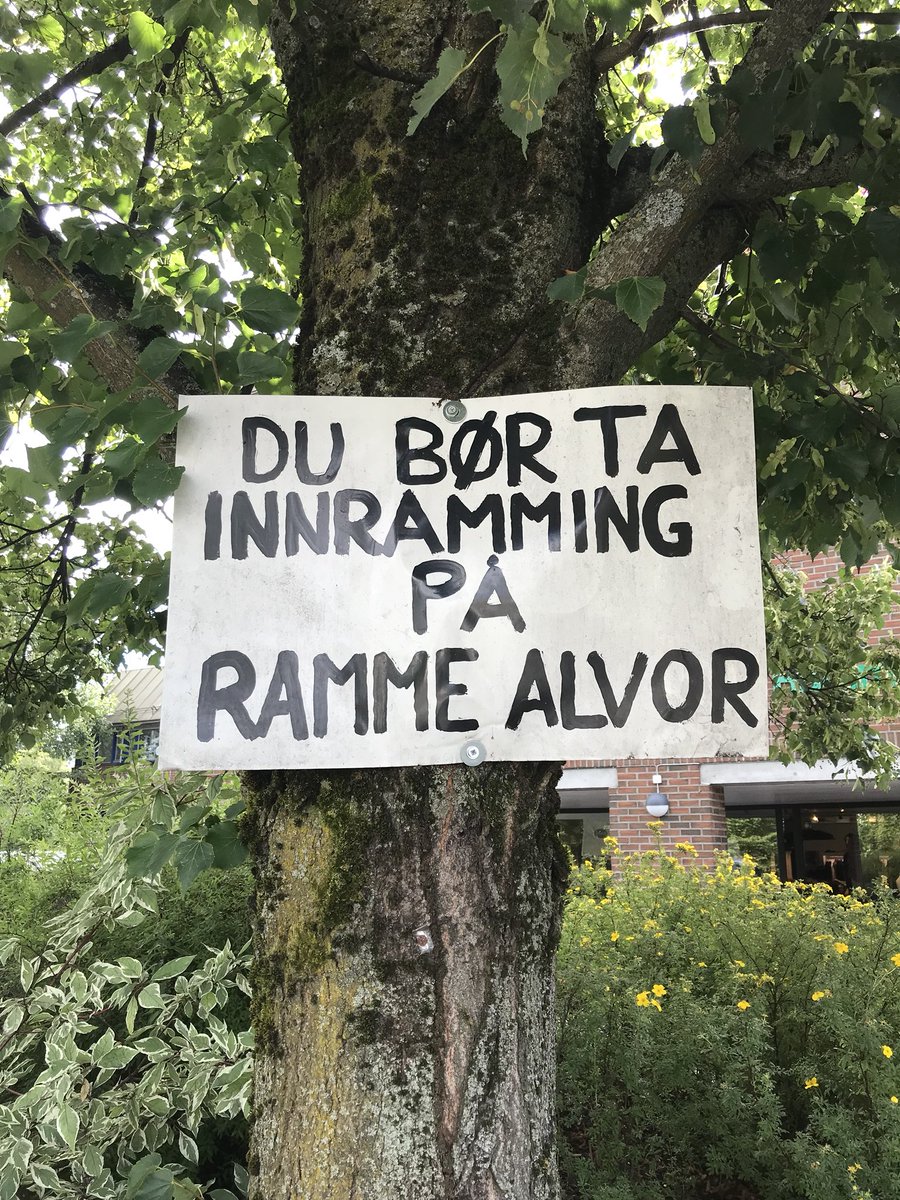 DU BØR TA
INNRAMMING
PÅ
RAMME ALVOR